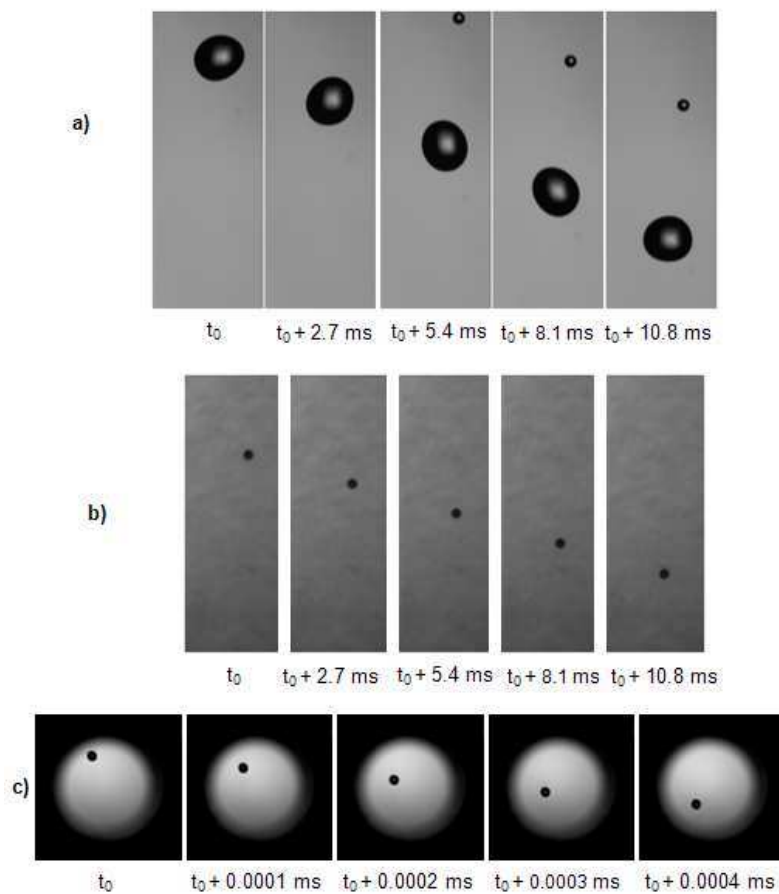 a)
t₀ t₀ + 2.7 ms t₀ + 5.4 ms t₀ + 8.1 ms t₀ + 10.8 ms
b)
t₀ t₀ + 2.7 ms t₀ + 5.4 ms t₀ + 8.1 ms t₀ + 10.8 ms
c)
t₀ t₀ + 0.0001 ms t₀ + 0.0002 ms t₀ + 0.0003 ms t₀ + 0.0004 ms